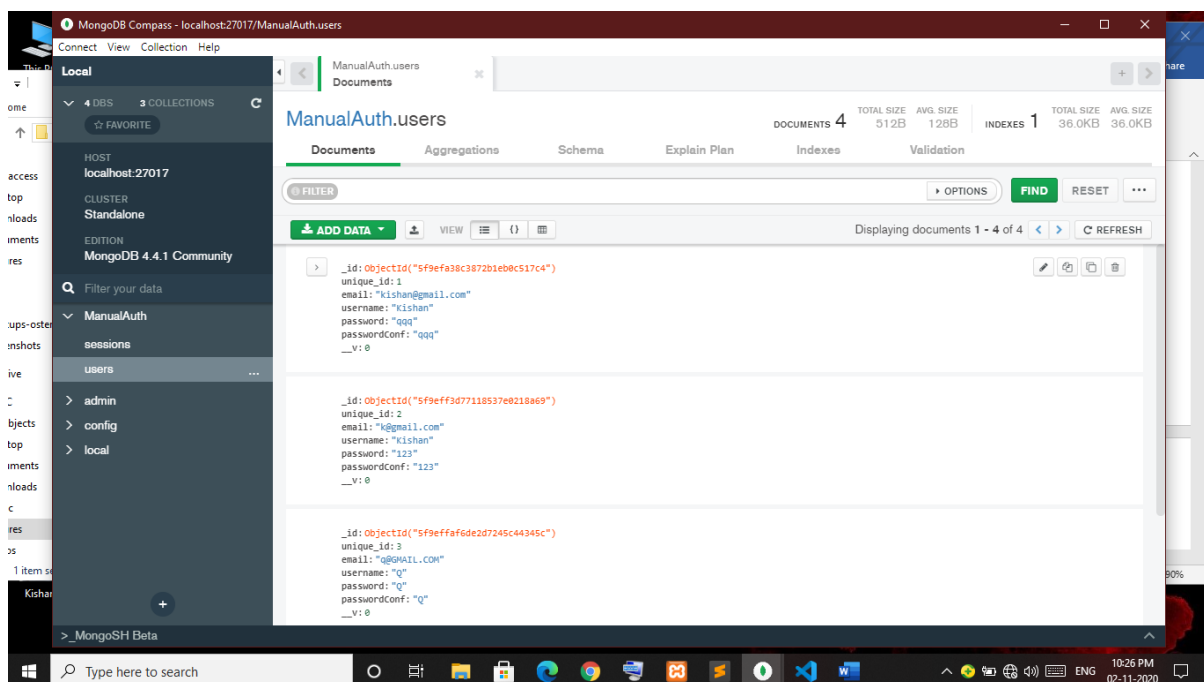 MongoDB Compass - localhost:27017/ManualAuth.users
Connect View Collection Help
Local
4 DBS 3 COLLECTIONS
FAVORITE
HOST
localhost:27017
CLUSTER
Standalone
EDITION
MongoDB 4.4.1 Community
Filter your data
ManualAuth
sessions
users
...
admin
config
local
>_MongoSH Beta
ManualAuth.users
Documents
ManualAuth.users
DOCUMENTS 4 TOTAL SIZE 512B AVG. SIZE 128B INDEXES 1 TOTAL SIZE 36.0KB AVG. SIZE 36.0KB
Documents Aggregations Schema Explain Plan Indexes Validation
FILTER OPTIONS FIND RESET ...
ADD DATA VIEW {} Displaying documents 1 - 4 of 4 REFRESH
_id: ObjectId("5f9efa38c3872b1eb0c517c4")
unique_id: 1
email: "kishan@gmail.com"
username: "Kishan"
password: "qqq"
passwordConf: "qqq"
__v: 0
_id: ObjectId("5f9eff3d77118537e0218a69")
unique_id: 2
email: "k@gmail.com"
username: "Kishan"
password: "123"
passwordConf: "123"
__v: 0
_id: ObjectId("5f9effaf6de2d7245c44345c")
unique_id: 3
email: "q@GMAIL.COM"
username: "Q"
password: "Q"
passwordConf: "Q"
__v: 0
Type here to search
ENG
10:26 PM
02-11-2020
90%